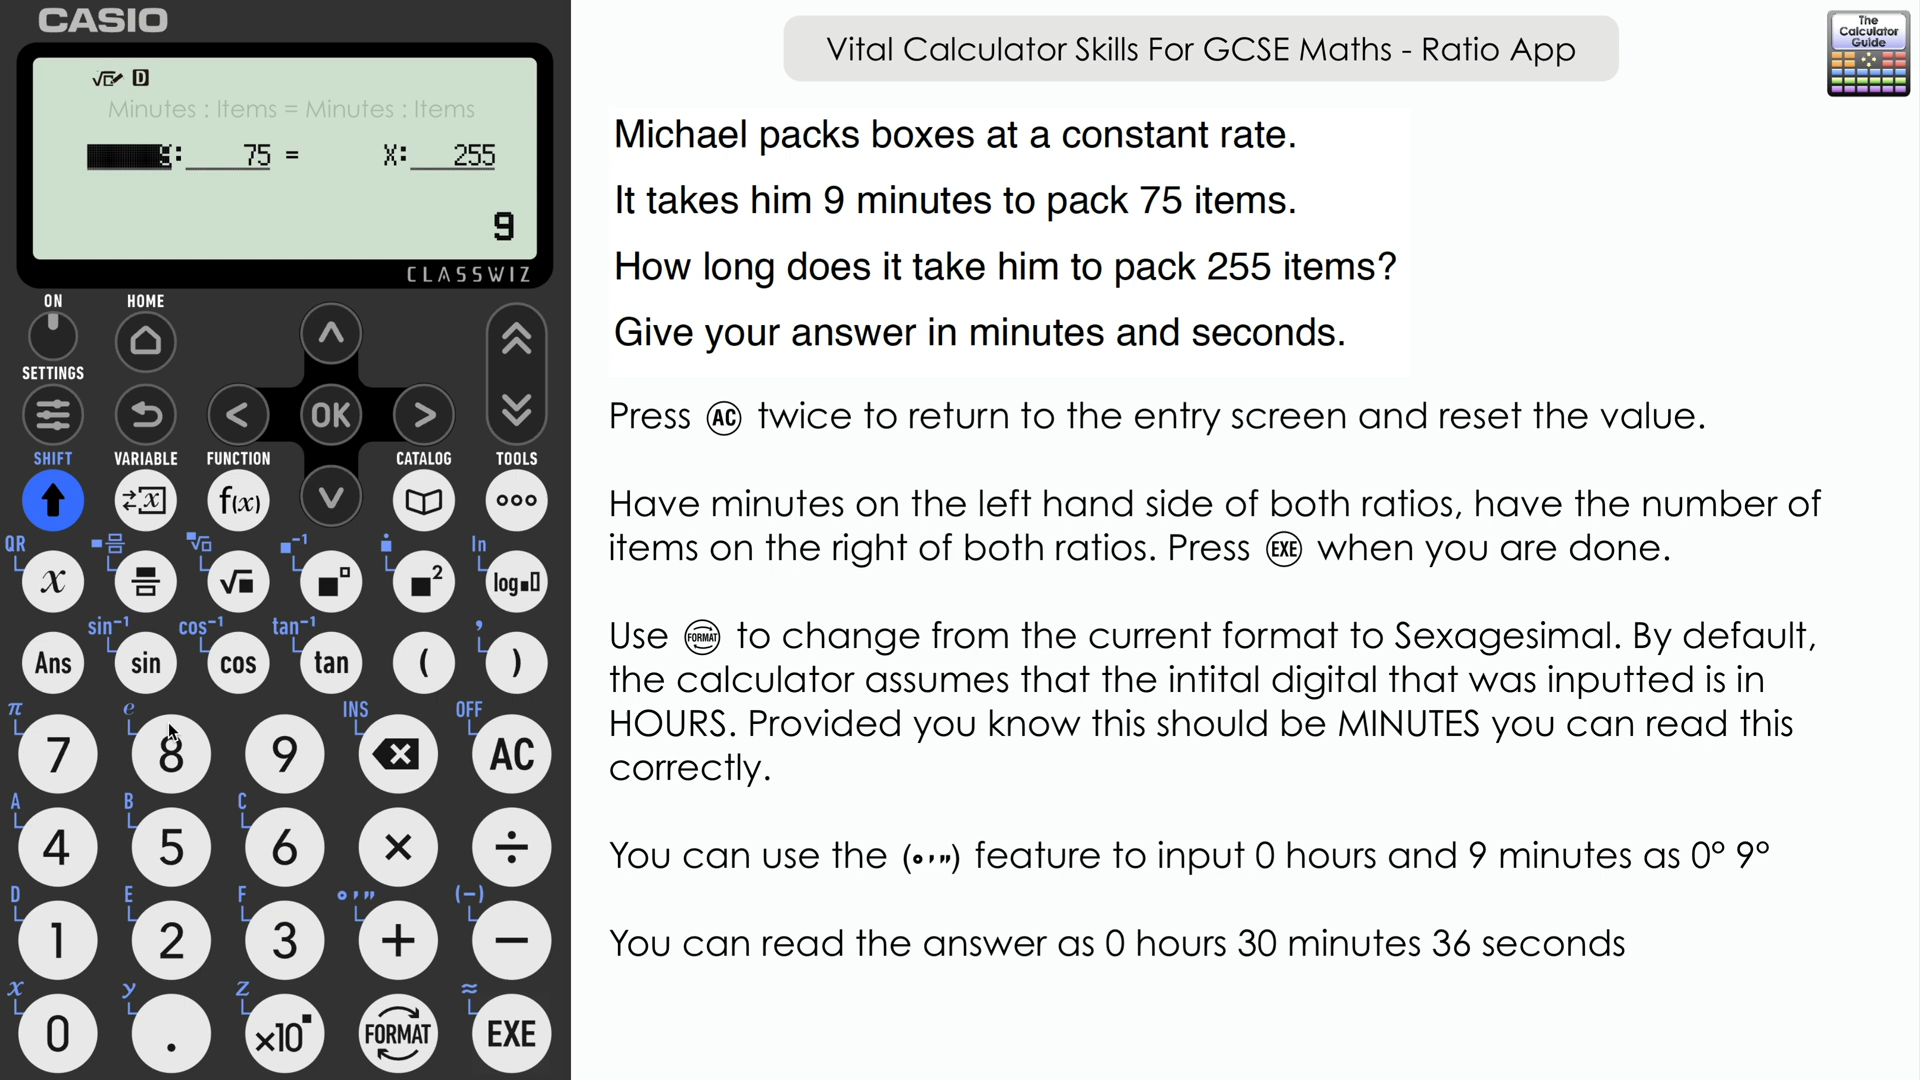 CASIO
D
Minutes : Items = Minutes : Items
: 75 = X: 255
9
CLASSWIZ
ON HOME
SETTINGS
OK
SHIFT VARIABLE FUNCTION CATALOG TOOLS
x f(x) ooo
QR √ -1 In
x √ 2 log
sin-1 cos-1 tan-1 ,
Ans sin cos tan ( )
π e INS OFF
7 8 9 AC
A B C
4 5 6 × ÷
D E F ° ' " (−)
1 2 3 + −
x y z ≈
0 . ×10 FORMAT EXE
Vital Calculator Skills For GCSE Maths - Ratio App
The
Calculator
Guide
Michael packs boxes at a constant rate.
It takes him 9 minutes to pack 75 items.
How long does it take him to pack 255 items?
Give your answer in minutes and seconds.
Press AC twice to return to the entry screen and reset the value.
Have minutes on the left hand side of both ratios, have the number of
items on the right of both ratios. Press EXE when you are done.
Use FORMAT to change from the current format to Sexagesimal. By default,
the calculator assumes that the intital digital that was inputted is in
HOURS. Provided you know this should be MINUTES you can read this
correctly.
You can use the (° ' ") feature to input 0 hours and 9 minutes as 0° 9°
You can read the answer as 0 hours 30 minutes 36 seconds